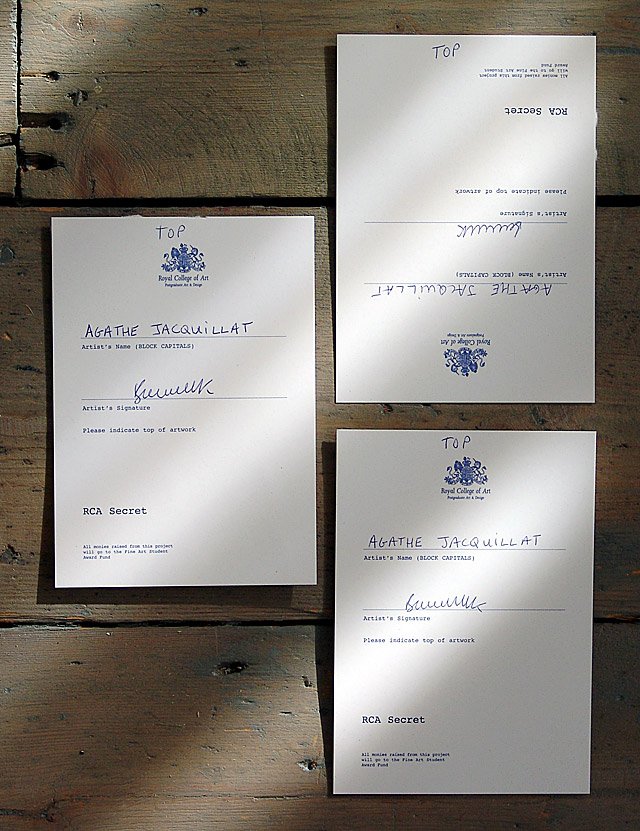 TOP
Royal College of Art
Postgraduate Art & Design
AGATHE JACQUILLAT
Artist's Name (BLOCK CAPITALS)
Artist's Signature
Please indicate top of artwork
RCA Secret
All monies raised from this project
will go to the Fine Art Student
Award Fund
TOP
Royal College of Art
Postgraduate Art & Design
AGATHE JACQUILLAT
Artist's Name (BLOCK CAPITALS)
Artist's Signature
Please indicate top of artwork
RCA Secret
All monies raised from this project
will go to the Fine Art Student
Award Fund
TOP
Royal College of Art
Postgraduate Art & Design
AGATHE JACQUILLAT
Artist's Name (BLOCK CAPITALS)
Artist's Signature
Please indicate top of artwork
RCA Secret
All monies raised from this project
will go to the Fine Art Student
Award Fund